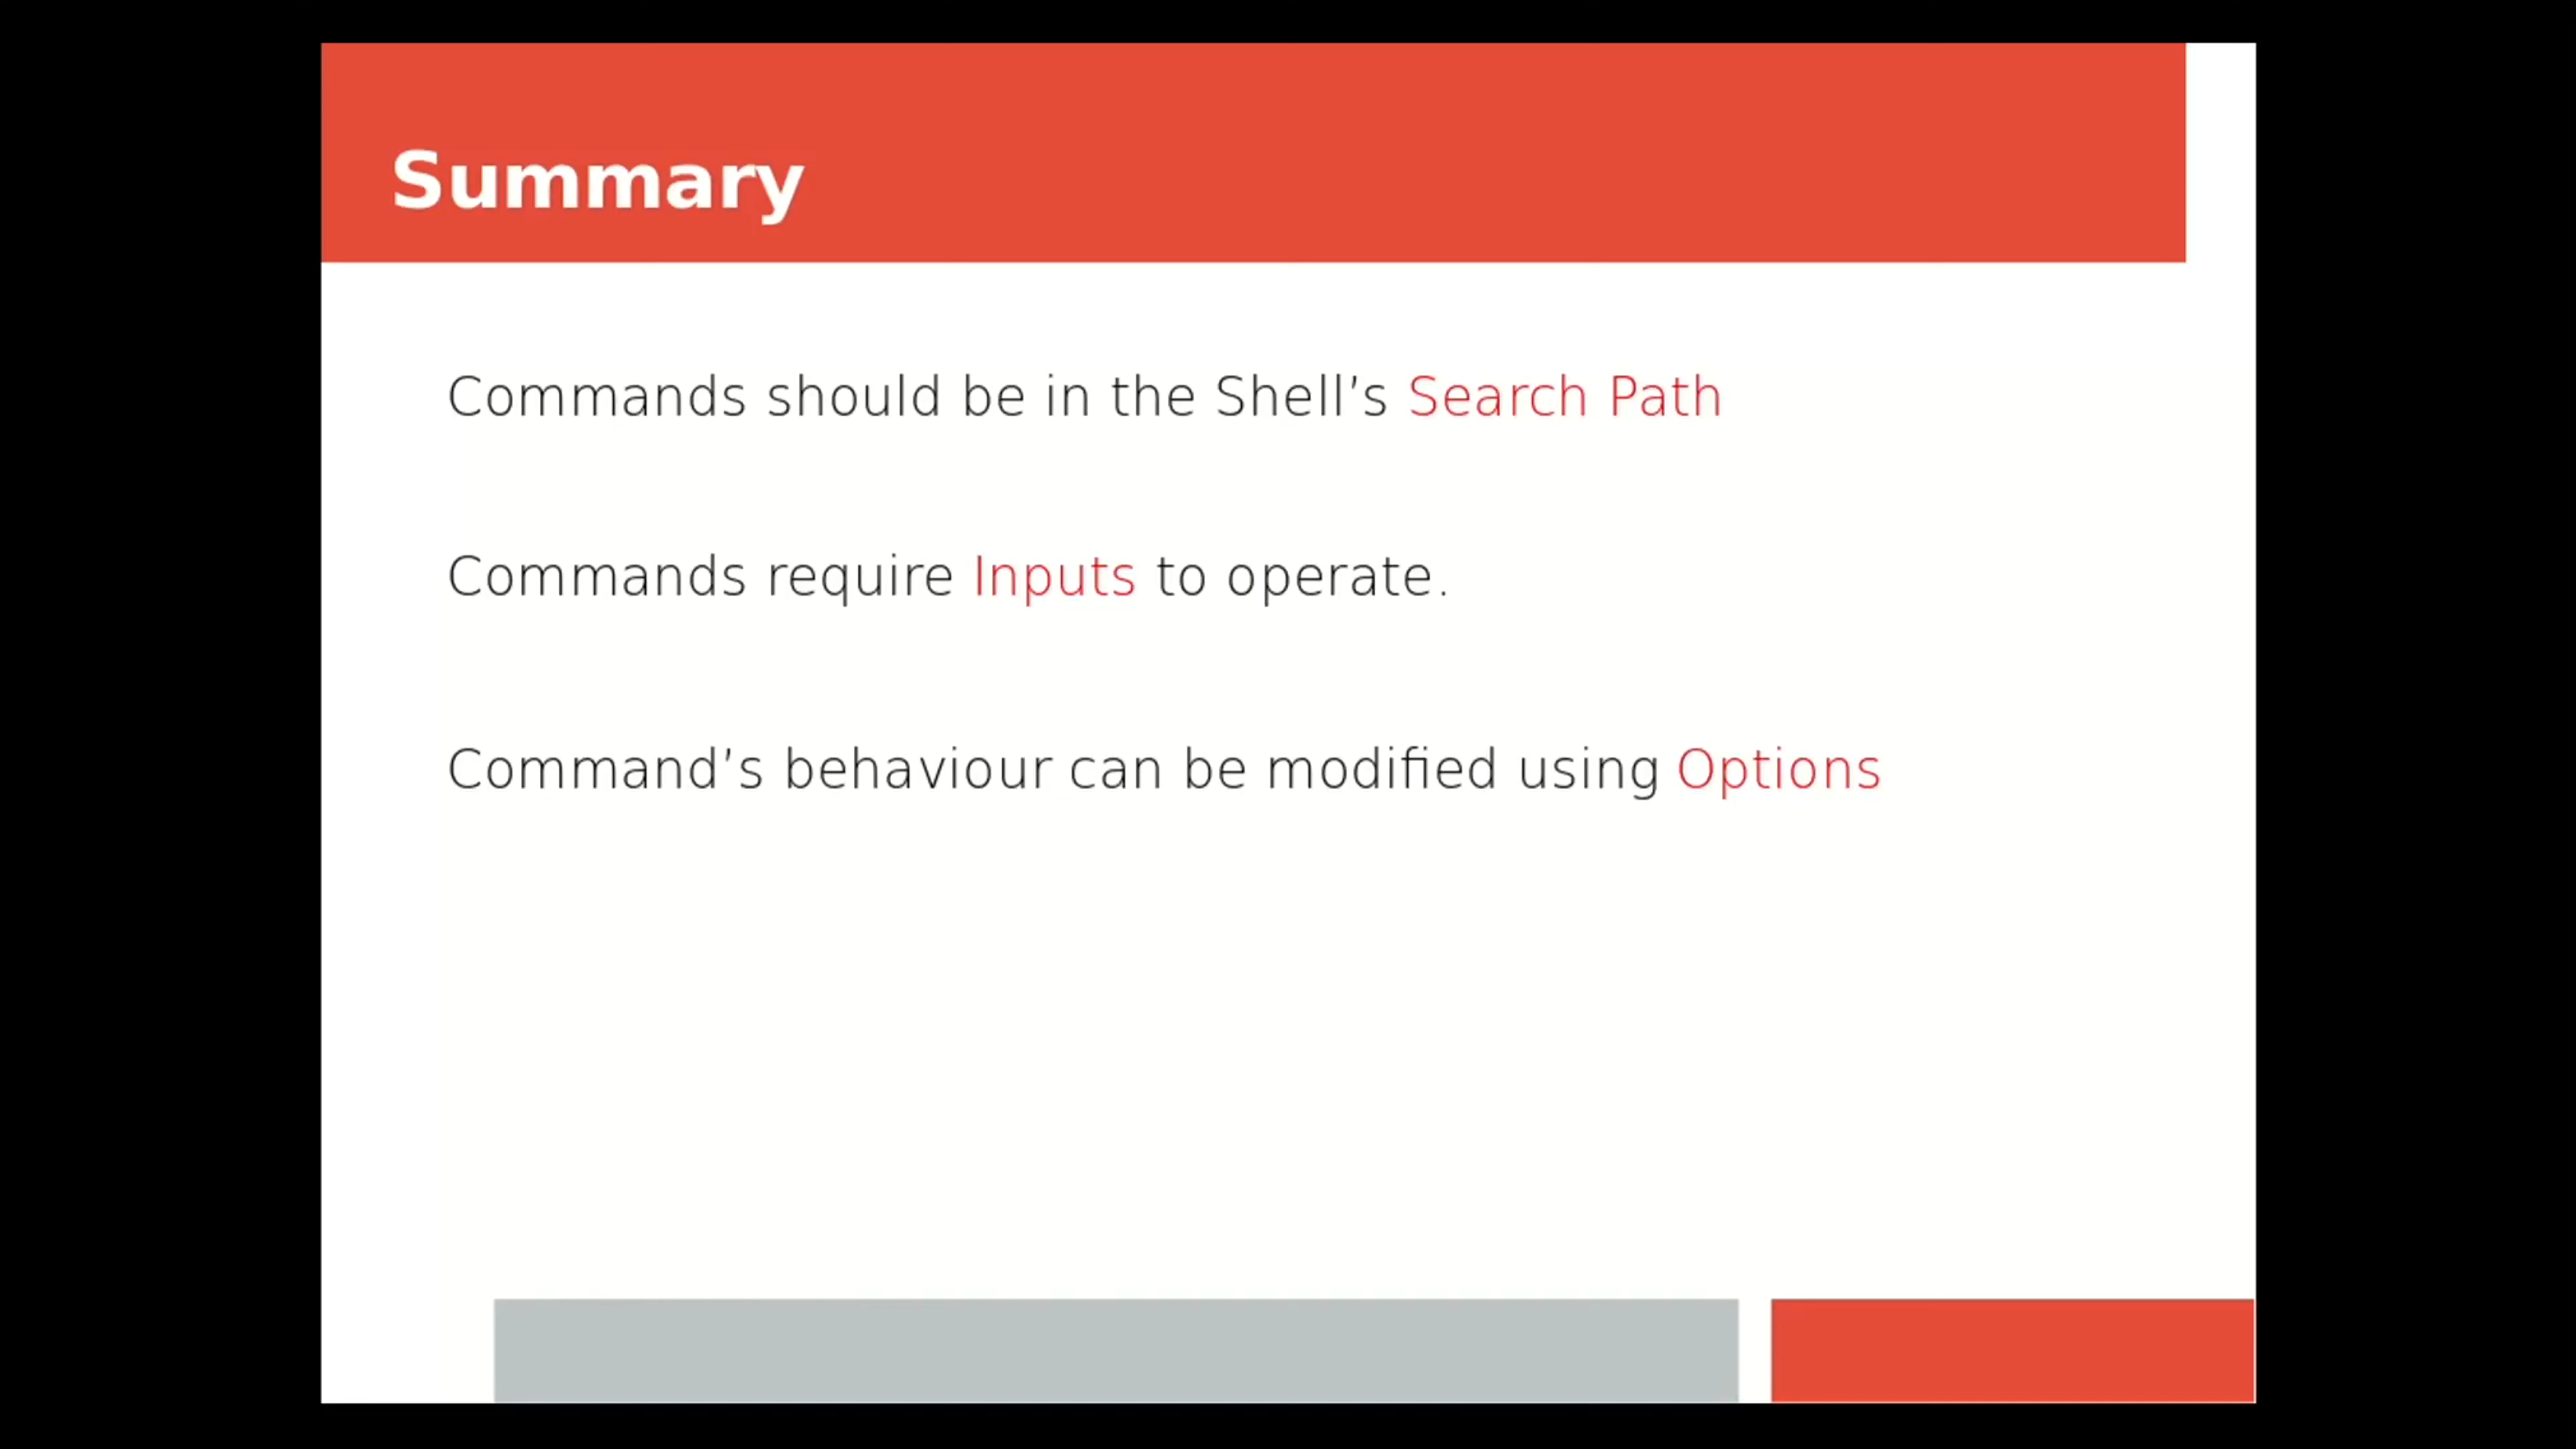 Summary
Commands should be in the Shell’s Search Path
Commands require Inputs to operate.
Command’s behaviour can be modified using Options